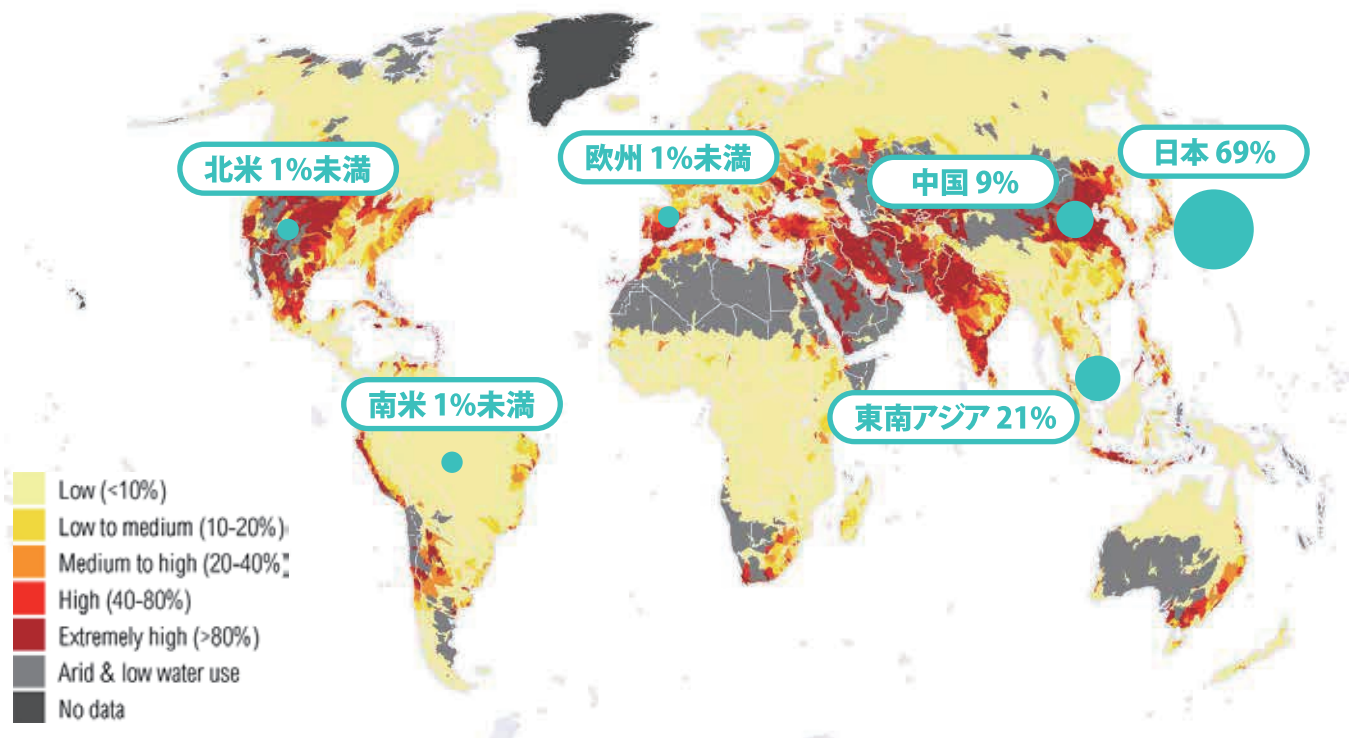 北米 1%未満
欧州 1%未満
中国 9%
日本 69%
南米 1%未満
東南アジア 21%
Low (<10%)
Low to medium (10-20%)
Medium to high (20-40%)
High (40-80%)
Extremely high (>80%)
Arid & low water use
No data